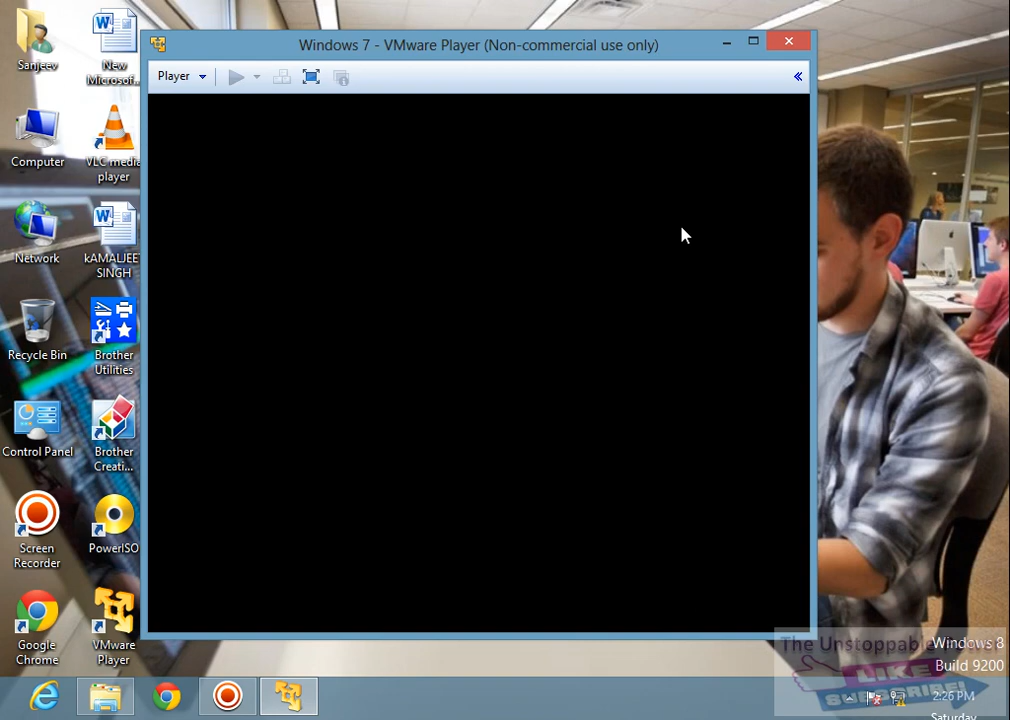 Windows 7 - VMware Player (Non-commercial use only)
Player
Sanjeev
New
Microsof...
Computer
VLC media
player
Network
kAMALJEE
SINGH
Recycle Bin
Brother
Utilities
Control Panel
Brother
Creati...
Screen
Recorder
PowerISO
Google
Chrome
VMware
Player
The Unstoppable
Windows 8
Build 9200
LIKE
SUBSCRIBE!
2:26 PM
Saturday